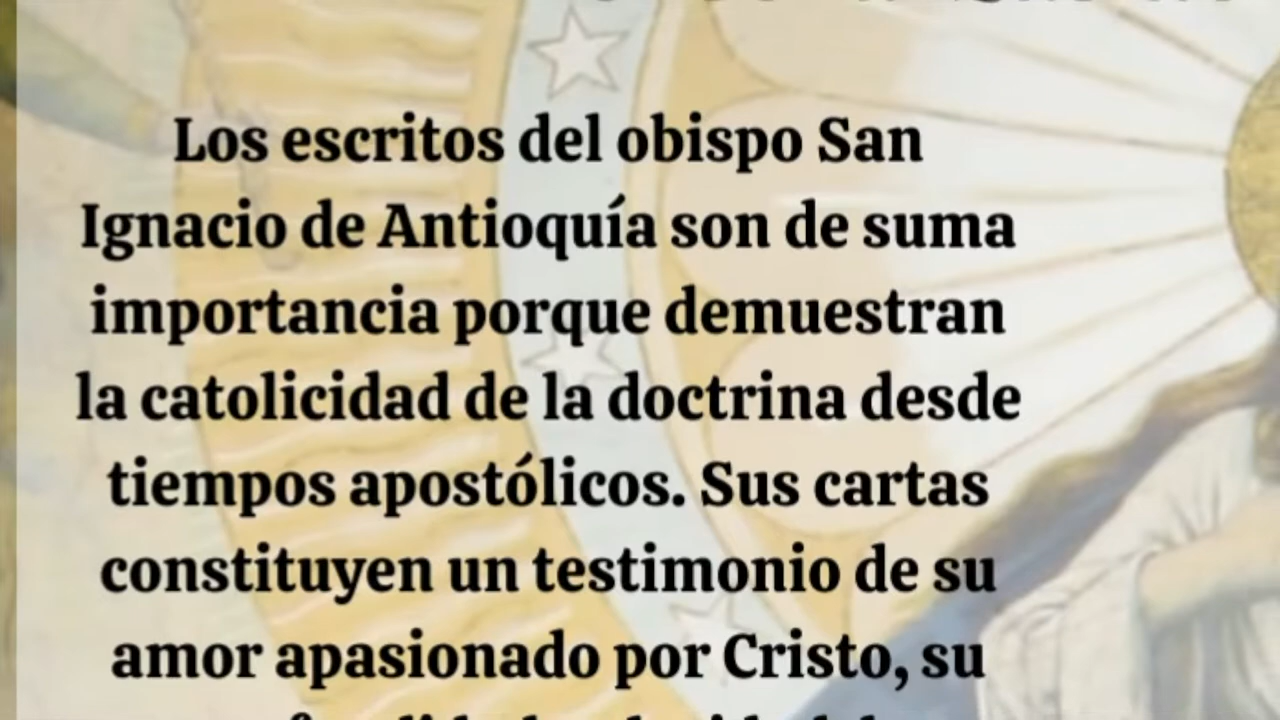 Los escritos del obispo San
Ignacio de Antioquía son de suma
importancia porque demuestran
la catolicidad de la doctrina desde
tiempos apostólicos. Sus cartas
constituyen un testimonio de su
amor apasionado por Cristo, su